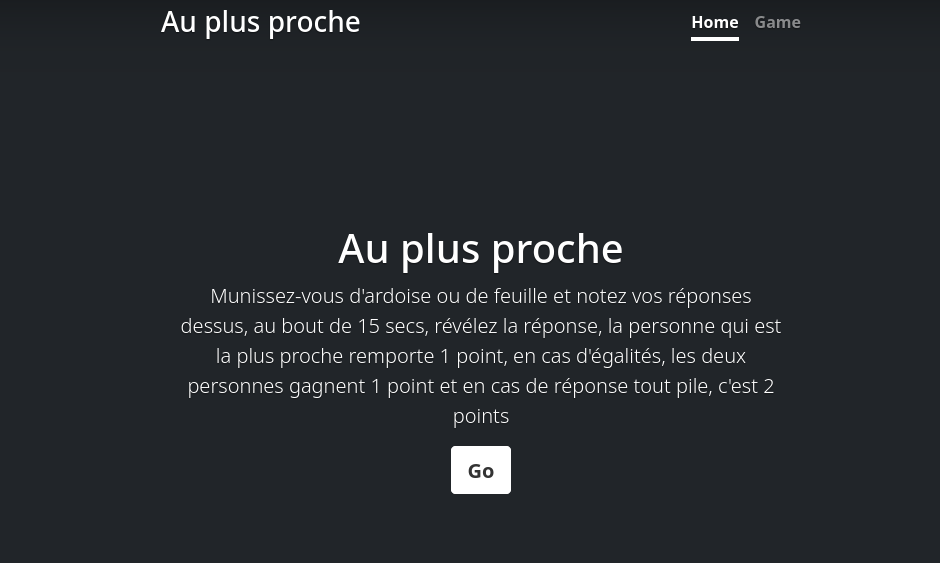 Au plus proche
Home Game
Au plus proche
Munissez-vous d'ardoise ou de feuille et notez vos réponses
dessus, au bout de 15 secs, révélez la réponse, la personne qui est
la plus proche remporte 1 point, en cas d'égalités, les deux
personnes gagnent 1 point et en cas de réponse tout pile, c'est 2
points
Go